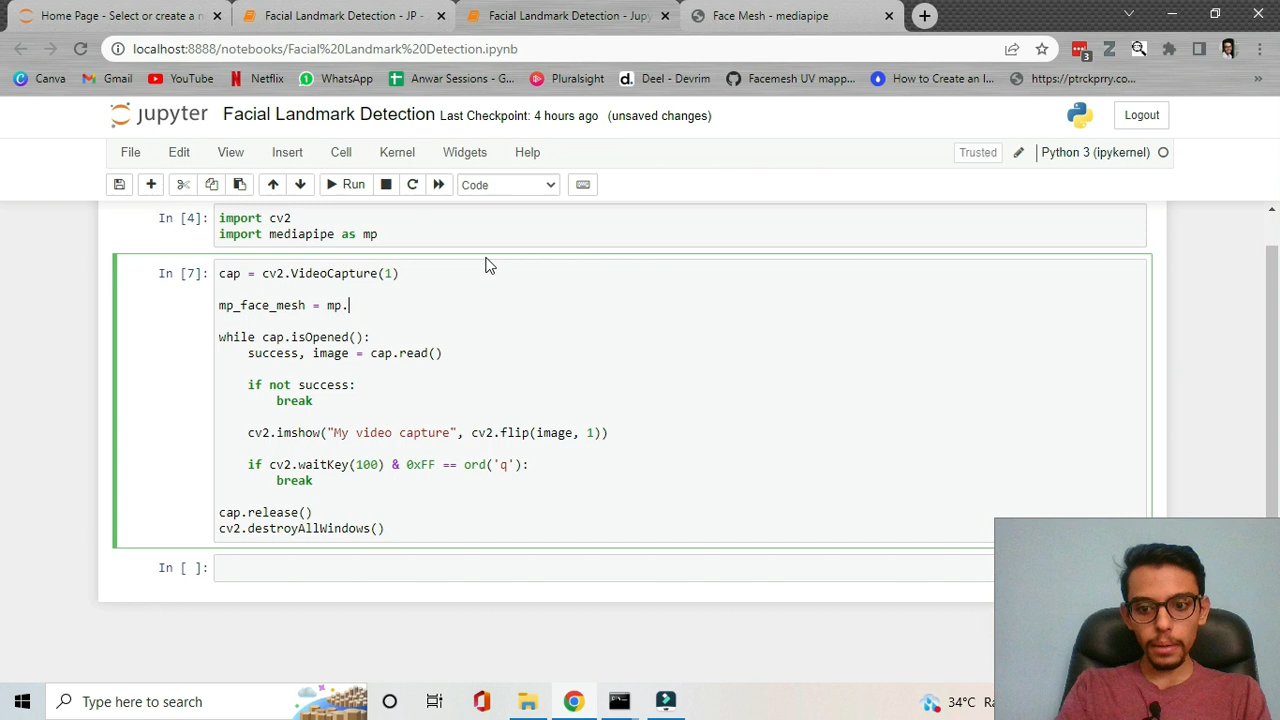 Home Page - Select or create a n
Facial Landmark Detection - JP -
Facial Landmark Detection - Jupy
Face Mesh - mediapipe
localhost:8888/notebooks/Facial%20Landmark%20Detection.ipynb
3
Canva
Gmail
YouTube
Netflix
WhatsApp
Anwar Sessions - G...
Pluralsight
Deel - Devrim
Facemesh UV mapp...
How to Create an I...
https://ptrckprry.co...
jupyter
Facial Landmark Detection Last Checkpoint: 4 hours ago (unsaved changes)
Logout
File Edit View Insert Cell Kernel Widgets Help
Trusted
Python 3 (ipykernel)
Run
Code
In [4]:
import cv2
import mediapipe as mp
In [7]:
cap = cv2.VideoCapture(1)
mp_face_mesh = mp.
while cap.isOpened():
success, image = cap.read()
if not success:
break
cv2.imshow("My video capture", cv2.flip(image, 1))
if cv2.waitKey(100) & 0xFF == ord('q'):
break
cap.release()
cv2.destroyAllWindows()
In [ ]:
Type here to search
34°C